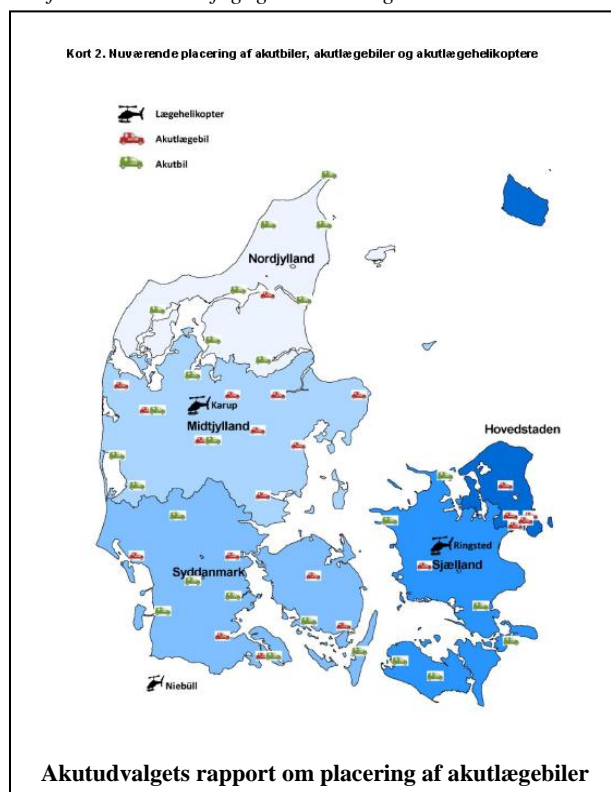 Kort 2. Nuværende placering af akutbiler, akutlægebiler og akutlægehelikoptere
Lægehelikopter
Akutlægebil
Akutbil
Nordjylland
Karup
Midtjylland
Hovedstaden
Ringsted
Sjælland
Syddanmark
Niebüll
Akutudvalgets rapport om placering af akutlægebiler